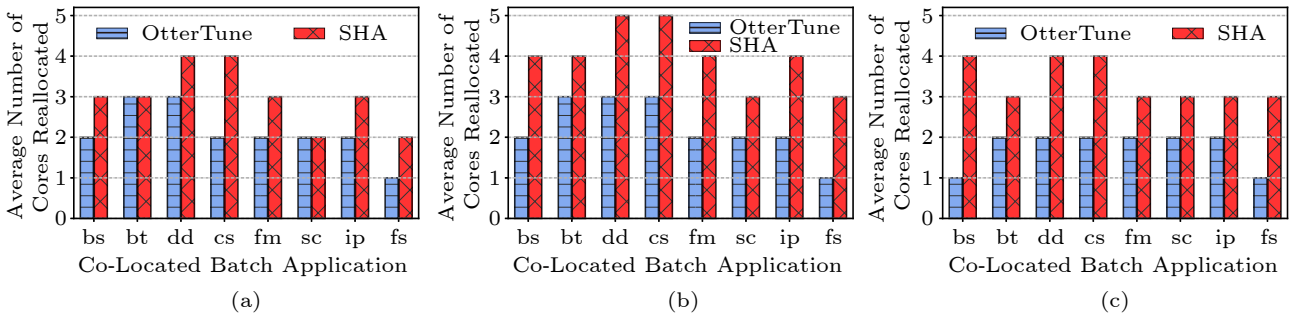 Average Number of
Cores Reallocated
5
4
3
2
1
0
OtterTune
SHA
bs bt dd cs fm sc ip fs
Co-Located Batch Application
(a)
Average Number of
Cores Reallocated
5
4
3
2
1
0
OtterTune
SHA
bs bt dd cs fm sc ip fs
Co-Located Batch Application
(b)
Average Number of
Cores Reallocated
5
4
3
2
1
0
OtterTune
SHA
bs bt dd cs fm sc ip fs
Co-Located Batch Application
(c)